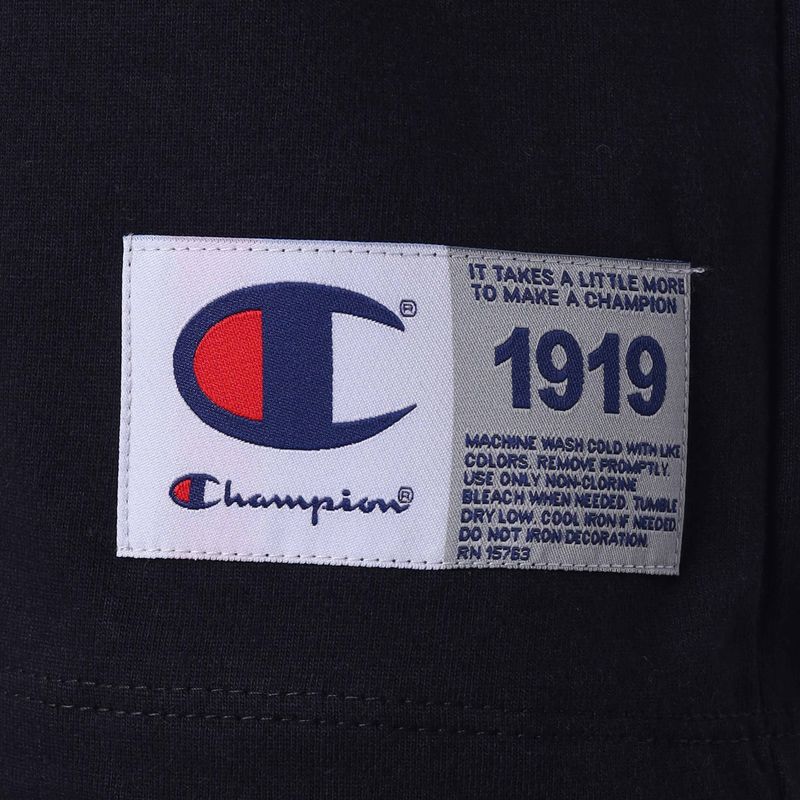 IT TAKES A LITTLE MORE
TO MAKE A CHAMPION
1919
Champion®
MACHINE WASH COLD WITH LIKE
COLORS. REMOVE PROMPTLY.
USE ONLY NON-CLORINE
BLEACH WHEN NEEDED. TUMBLE
DRY LOW, COOL IRON IF NEEDED.
DO NOT IRON DECORATION.
RN 15763